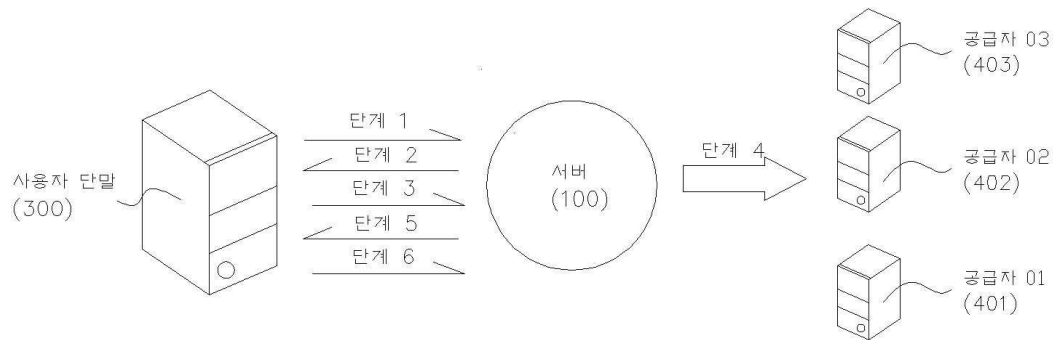 사용자 단말
(300)
단계 1
단계 2
단계 3
단계 5
단계 6
서버
(100)
단계 4
공급자 03
(403)
공급자 02
(402)
공급자 01
(401)